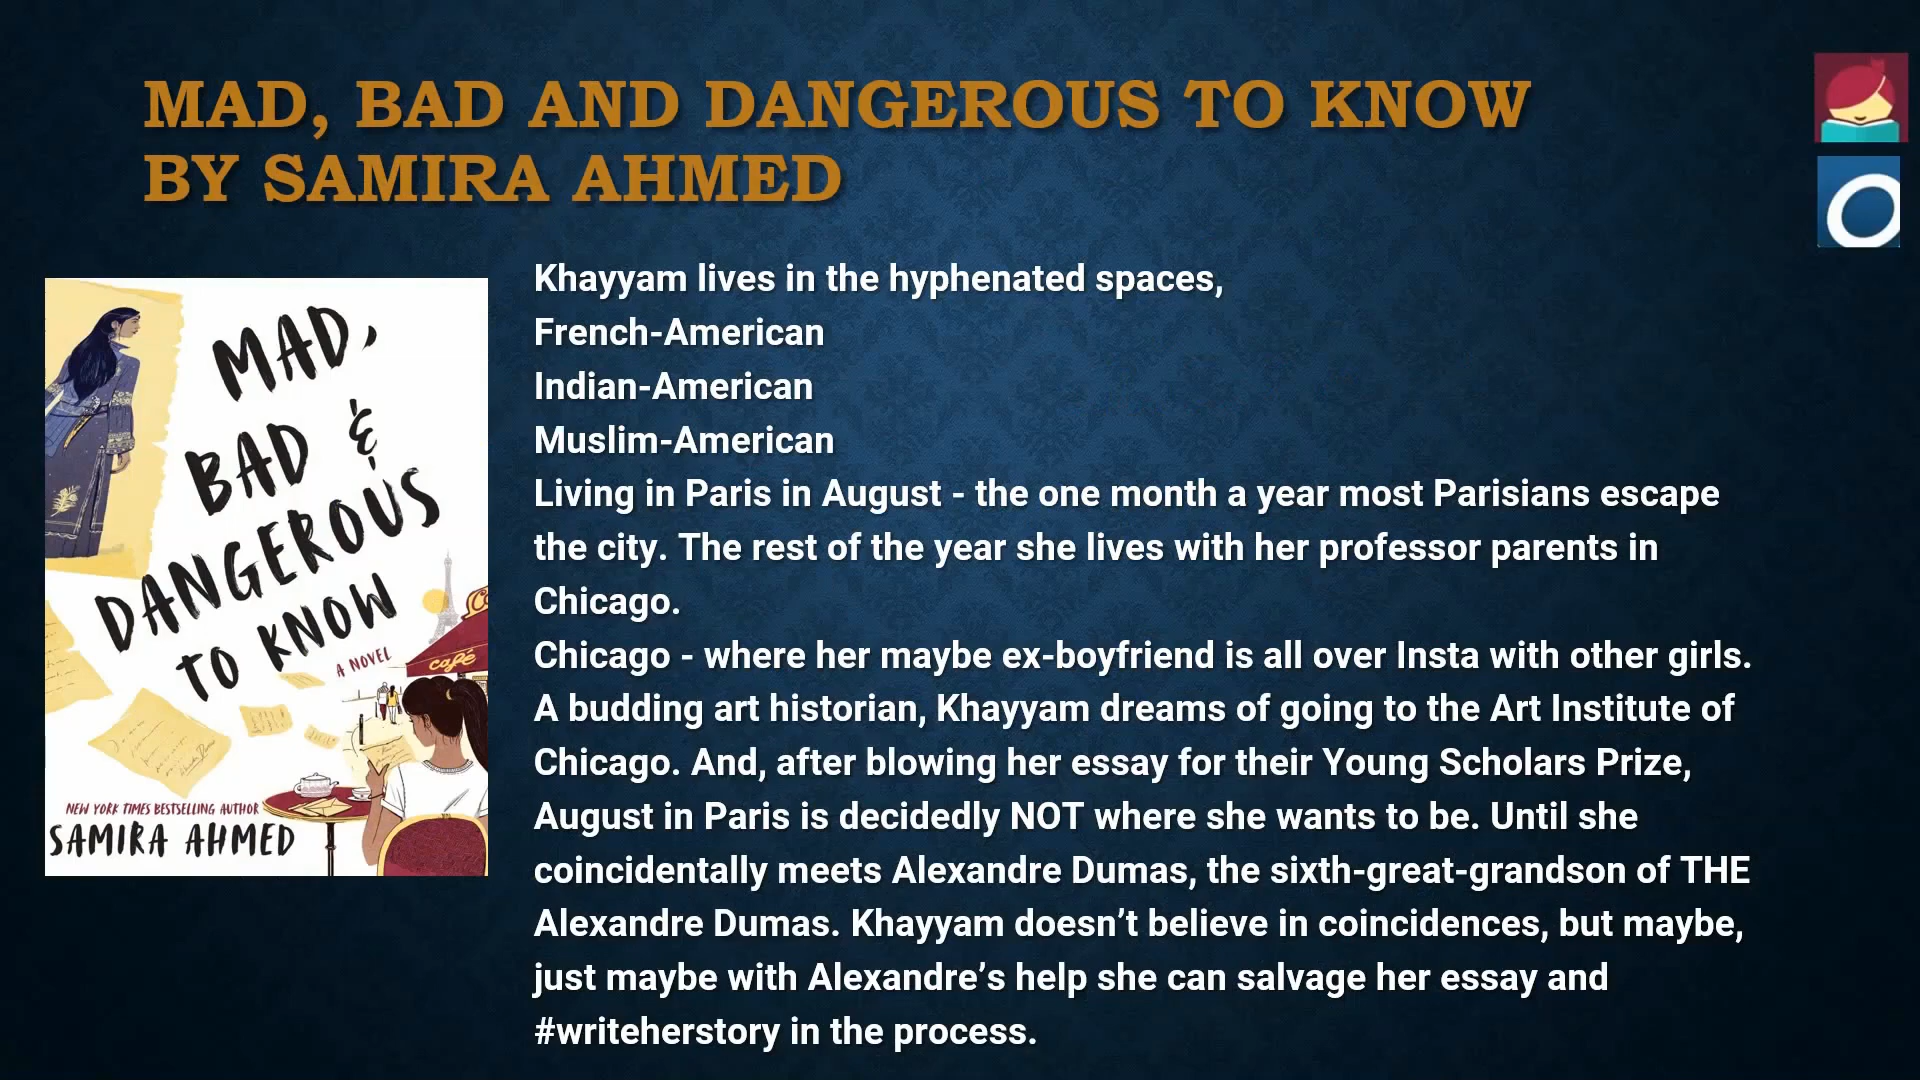 MAD, BAD AND DANGEROUS TO KNOW
BY SAMIRA AHMED
Khayyam lives in the hyphenated spaces,
French-American
Indian-American
Muslim-American
Living in Paris in August - the one month a year most Parisians escape
the city. The rest of the year she lives with her professor parents in
Chicago.
Chicago - where her maybe ex-boyfriend is all over Insta with other girls.
A budding art historian, Khayyam dreams of going to the Art Institute of
Chicago. And, after blowing her essay for their Young Scholars Prize,
August in Paris is decidedly NOT where she wants to be. Until she
coincidentally meets Alexandre Dumas, the sixth-great-grandson of THE
Alexandre Dumas. Khayyam doesn’t believe in coincidences, but maybe,
just maybe with Alexandre’s help she can salvage her essay and
#writeherstory in the process.
MAD,
BAD &
DANGEROUS
TO KNOW
A NOVEL
café
NEW YORK TIMES BESTSELLING AUTHOR
SAMIRA AHMED